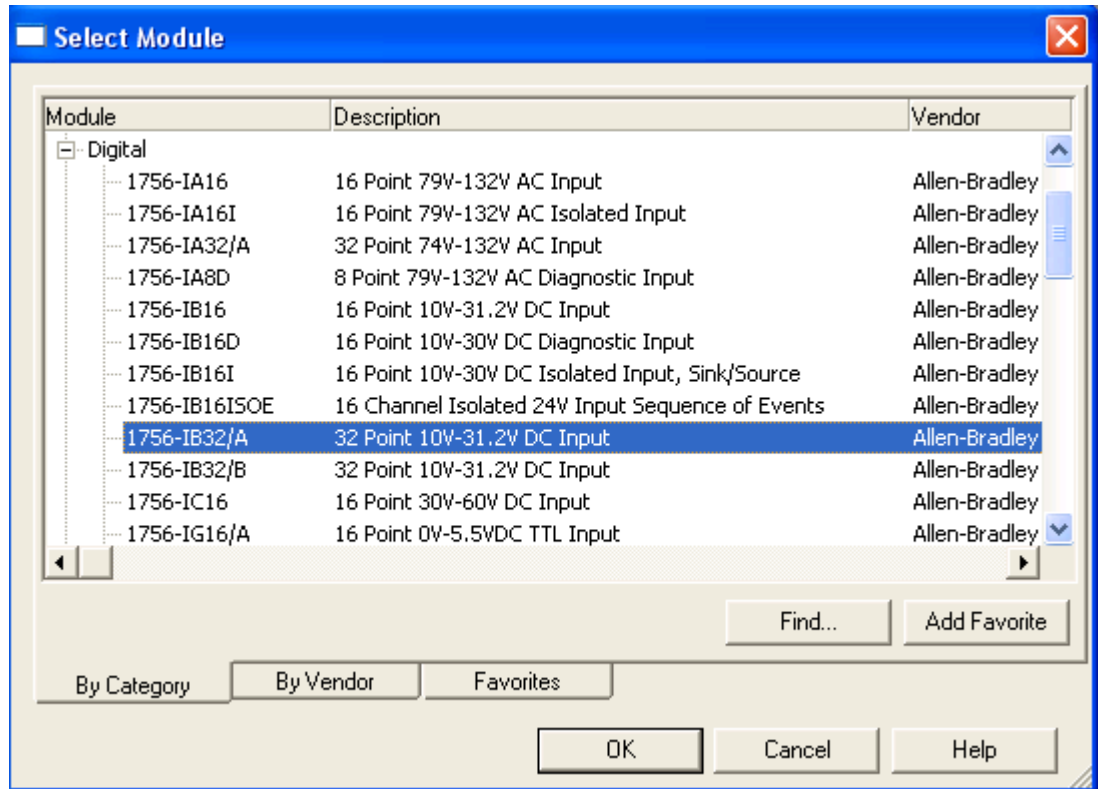 Select Module
Module Description Vendor
Digital
1756-IA16 16 Point 79V-132V AC Input Allen-Bradley
1756-IA16I 16 Point 79V-132V AC Isolated Input Allen-Bradley
1756-IA32/A 32 Point 74V-132V AC Input Allen-Bradley
1756-IA8D 8 Point 79V-132V AC Diagnostic Input Allen-Bradley
1756-IB16 16 Point 10V-31.2V DC Input Allen-Bradley
1756-IB16D 16 Point 10V-30V DC Diagnostic Input Allen-Bradley
1756-IB16I 16 Point 10V-30V DC Isolated Input, Sink/Source Allen-Bradley
1756-IB16ISOE 16 Channel Isolated 24V Input Sequence of Events Allen-Bradley
1756-IB32/A 32 Point 10V-31.2V DC Input Allen-Bradley
1756-IB32/B 32 Point 10V-31.2V DC Input Allen-Bradley
1756-IC16 16 Point 30V-60V DC Input Allen-Bradley
1756-IG16/A 16 Point 0V-5.5VDC TTL Input Allen-Bradley
Find... Add Favorite
By Category By Vendor Favorites
OK Cancel Help